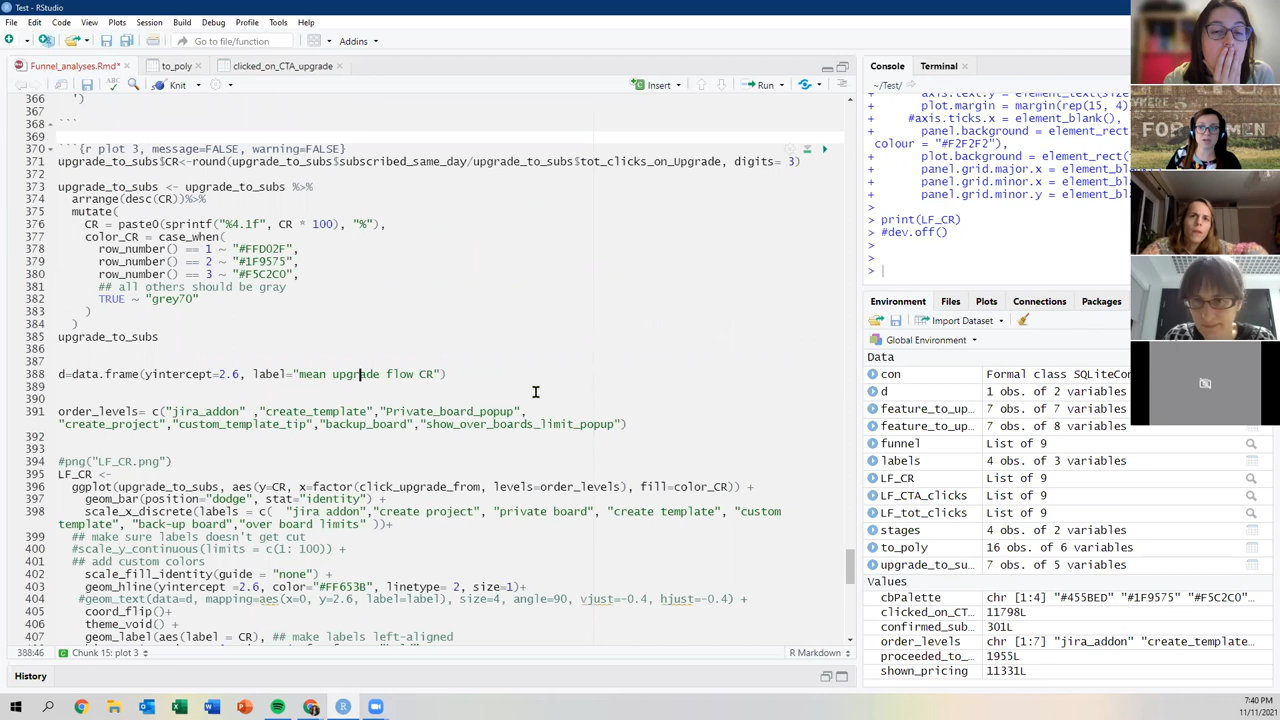 Test - RStudio
File Edit Code View Plots Session Build Debug Profile Tools Help
Go to file/function Addins
Funnel_analyses.Rmd* to_poly clicked_on_CTA_upgrade
Knit Insert Run
366 ')
367
368 ```
369
370 ```{r plot 3, message=FALSE, warning=FALSE}
371 upgrade_to_subs$CR<-round(upgrade_to_subs$subscribed_same_day/upgrade_to_subs$tot_clicks_on_Upgrade, digits= 3)
372
373 upgrade_to_subs <- upgrade_to_subs %>%
374 arrange(desc(CR))%>%
375 mutate(
376 CR = paste0(sprintf("%4.1f", CR * 100), "%"),
377 color_CR = case_when(
378 row_number() == 1 ~ "#FFD02F",
379 row_number() == 2 ~ "#1F9575",
380 row_number() == 3 ~ "#F5C2C0",
381 ## all others should be gray
382 TRUE ~ "grey70"
383 )
384 )
385 upgrade_to_subs
386
387
388 d=data.frame(yintercept=2.6, label="mean upgrade flow CR")
389
390
391 order_levels= c("jira_addon" ,"create_template","Private_board_popup",
"create_project","custom_template_tip","backup_board","show_over_boards_limit_popup")
392
393
394 #png("LF_CR.png")
395 LF_CR <-
396 ggplot(upgrade_to_subs, aes(y=CR, x=factor(click_upgrade_from, levels=order_levels), fill=color_CR)) +
397 geom_bar(position="dodge", stat="identity") +
398 scale_x_discrete(labels = c( "jira addon","create project", "private board", "create template", "custom
template", "back-up board","over board limits" ))+
399 ## make sure labels doesn't get cut
400 #scale_y_continuous(limits = c(1: 100)) +
401 ## add custom colors
402 scale_fill_identity(guide = "none") +
403 geom_hline(yintercept =2.6, color="#FF653B", linetype= 2, size=1)+
404 #geom_text(data=d, mapping=aes(x=0, y=2.6, label=label), size=4, angle=90, vjust=-0.4, hjust=-0.4) +
405 coord_flip()+
406 theme_void() +
407 geom_label(aes(label = CR), ## make labels left-aligned
388:46 Chunk 15: plot 3 R Markdown
History
Console Terminal
~/Test/
+ plot.margin = margin(rep(15, 4)
+ #axis.ticks.x = element_blank(),
+ panel.background = element_rect(
colour = "#F2F2F2"),
+ plot.background = element_rect(
+ panel.grid.major.x = element_
+ panel.grid.minor.x = element_
+ panel.grid.minor.y = element_
>
> print(LF_CR)
> #dev.off()
>
>
>
Environment Files Plots Connections Packages
Import Dataset
Global Environment
Data
con Formal class SQLiteCon
d 1 obs. of 2 variables
feature_to_up… 7 obs. of 7 variables
feature_to_up… 7 obs. of 8 variables
funnel List of 9
labels 4 obs. of 3 variables
LF_CR List of 9
LF_CTA_clicks List of 9
LF_tot_clicks List of 9
stages 4 obs. of 2 variables
to_poly 16 obs. of 6 variables
upgrade_to_su… 7 obs. of 5 variables
Values
cbPalette chr [1:4] "#455BED" "#1F9575" "#F5C2C0"…
clicked_on_CT… 11798L
confirmed_sub… 301L
order_levels chr [1:7] "jira_addon" "create_template…
proceeded_to_… 1955L
shown_pricing 11331L
7:40 PM
11/11/2021